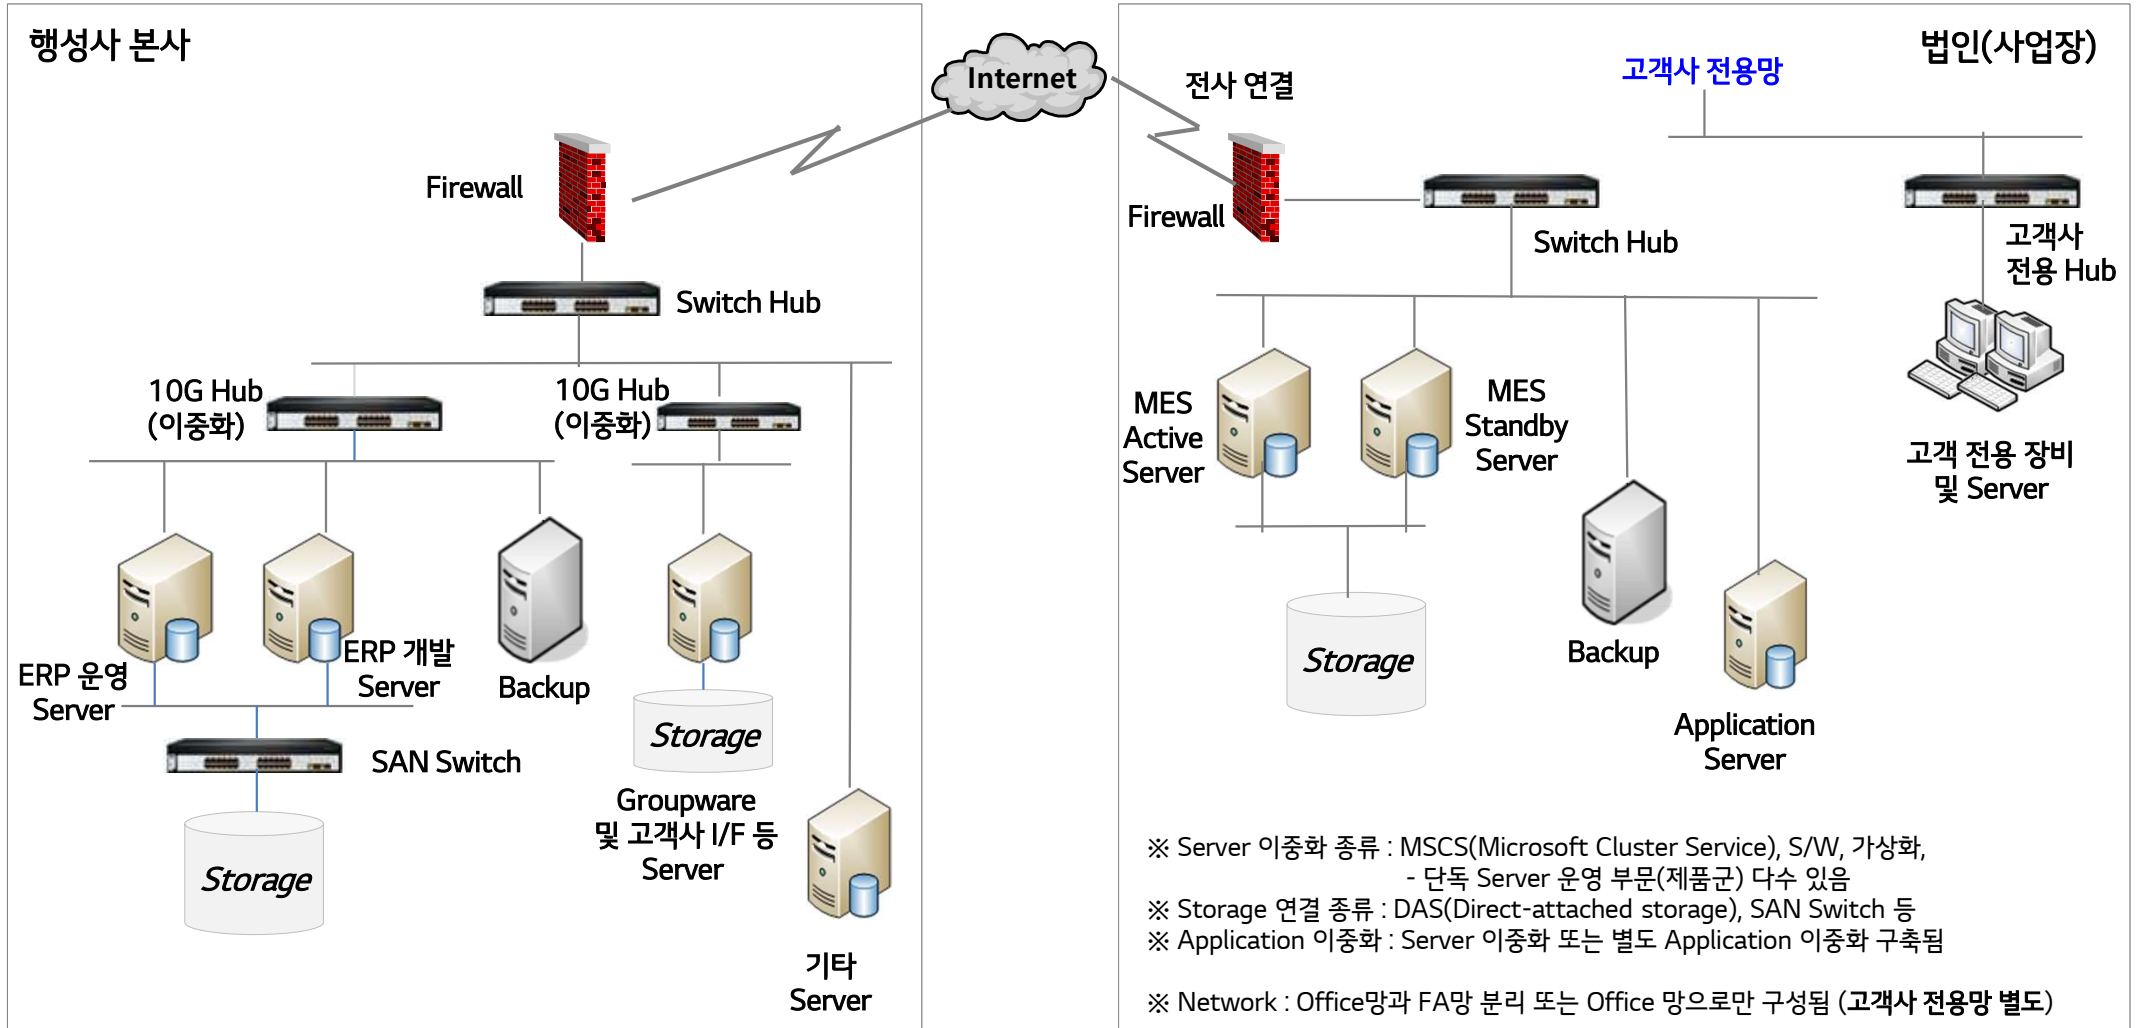 행성사 본사
Internet
Firewall
Switch Hub
10G Hub
(이중화)
10G Hub
(이중화)
ERP 운영
Server
ERP 개발
Server
Backup
SAN Switch
Storage
Storage
Groupware
및 고객사 I/F 등
Server
기타
Server
법인(사업장)
전사 연결
고객사 전용망
Firewall
Switch Hub
고객사
전용 Hub
MES
Active
Server
MES
Standby
Server
고객 전용 장비
및 Server
Storage
Backup
Application
Server
※ Server 이중화 종류 : MSCS(Microsoft Cluster Service), S/W, 가상화,
- 단독 Server 운영 부문(제품군) 다수 있음
※ Storage 연결 종류 : DAS(Direct-attached storage), SAN Switch 등
※ Application 이중화 : Server 이중화 또는 별도 Application 이중화 구축됨
※ Network : Office망과 FA망 분리 또는 Office 망으로만 구성됨 (고객사 전용망 별도)